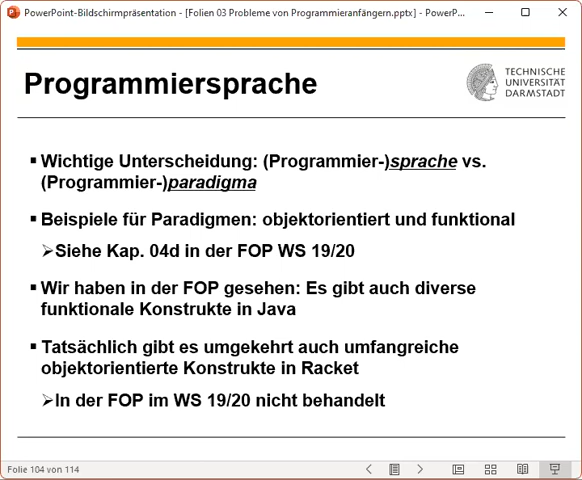 PowerPoint-Bildschirmpräsentation - [Folien 03 Probleme von Programmieranfängern.pptx] - PowerP...
Programmiersprache
TECHNISCHE
UNIVERSITÄT
DARMSTADT
▪ Wichtige Unterscheidung: (Programmier-)sprache vs.
(Programmier-)paradigma
▪ Beispiele für Paradigmen: objektorientiert und funktional
➢Siehe Kap. 04d in der FOP WS 19/20
▪ Wir haben in der FOP gesehen: Es gibt auch diverse
funktionale Konstrukte in Java
▪ Tatsächlich gibt es umgekehrt auch umfangreiche
objektorientierte Konstrukte in Racket
➢In der FOP im WS 19/20 nicht behandelt
Folie 104 von 114